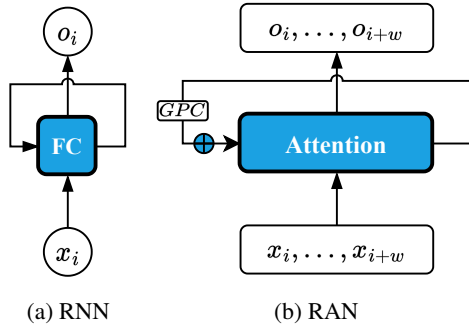 o_i
o_i, ..., o_{i+w}
GPC
FC
Attention
x_i
x_i, ..., x_{i+w}
(a) RNN
(b) RAN